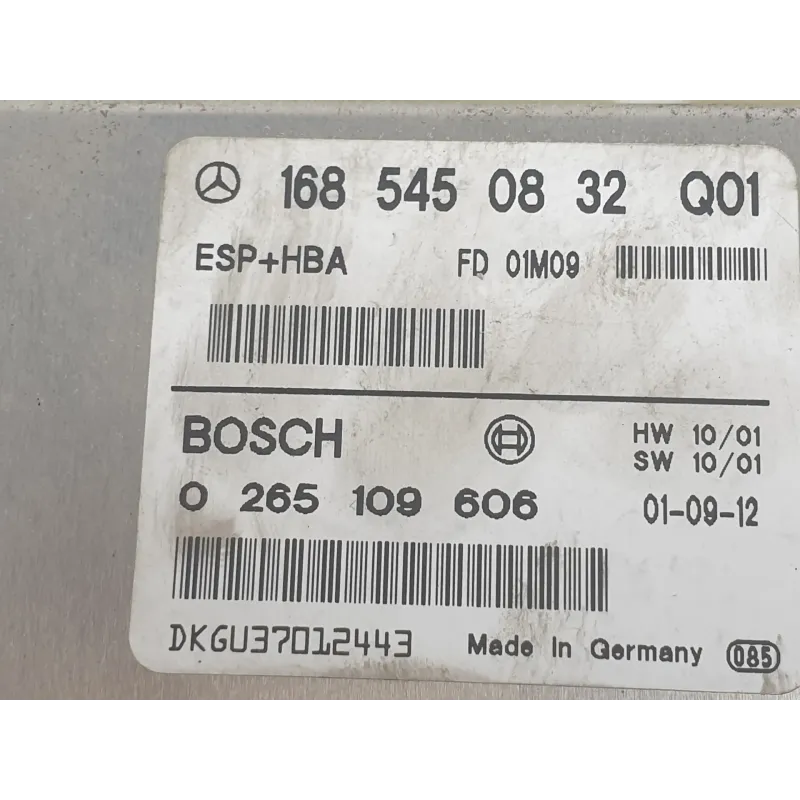 168 545 08 32 Q01
ESP+HBA FD 01M09
BOSCH HW 10/01
SW 10/01
0 265 109 606 01-09-12
DKGU37012443 Made in Germany 085